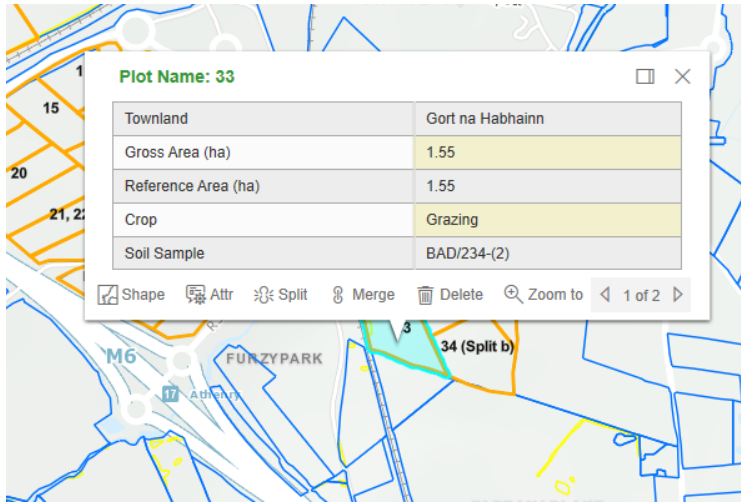 Plot Name: 33
Townland Gort na Habhainn
Gross Area (ha) 1.55
Reference Area (ha) 1.55
Crop Grazing
Soil Sample BAD/234-(2)
Shape Attr Split Merge Delete Zoom to 1 of 2
15
20
21, 22
3
34 (Split b)
M6
FURZYPARK
17 Athenry